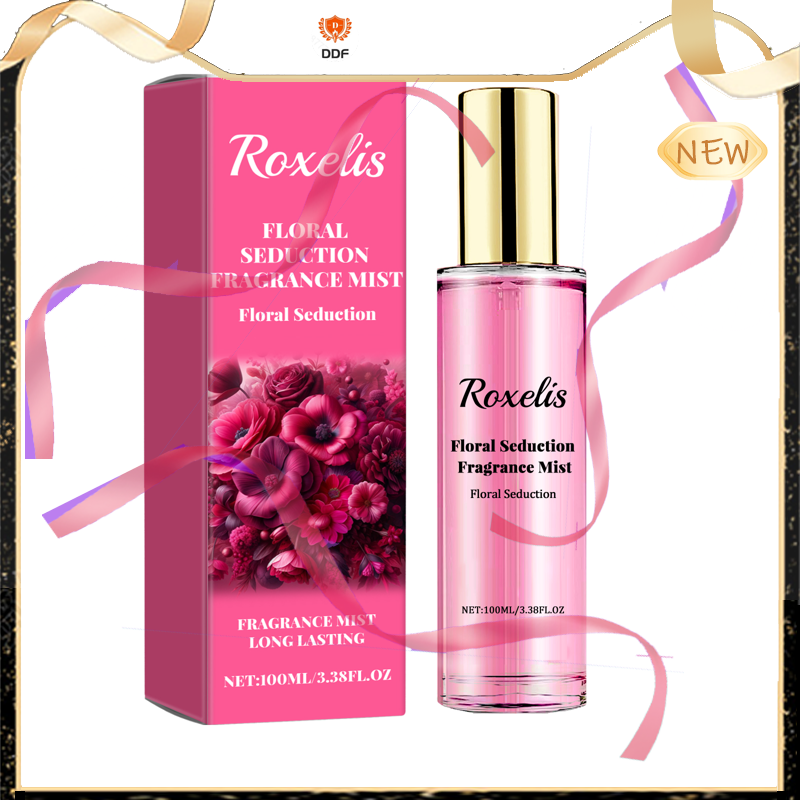 DDF
NEW
Roxelis
FLORAL
SEDUCTION
FRAGRANCE MIST
Floral Seduction
FRAGRANCE MIST
LONG LASTING
NET:100ML/3.38FL.OZ
Roxelis
Floral Seduction
Fragrance Mist
Floral Seduction
NET:100ML/3.38FL.OZ